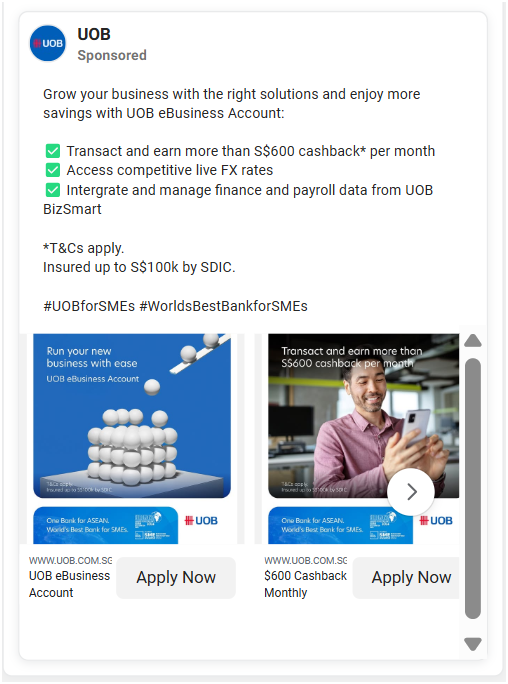 UOB
UOB
Sponsored
Grow your business with the right solutions and enjoy more
savings with UOB eBusiness Account:
✅ Transact and earn more than S$600 cashback* per month
✅ Access competitive live FX rates
✅ Intergrate and manage finance and payroll data from UOB
BizSmart
*T&Cs apply.
Insured up to S$100k by SDIC.
#UOBforSMEs #WorldsBestBankforSMEs
Run your new
business with ease
UOB eBusiness Account
T&Cs apply
Insured up to S$100k by SDIC.
One Bank for ASEAN.
World's Best Bank for SMEs.
UOB
WWW.UOB.COM.SG
UOB eBusiness
Account
Apply Now
Transact and earn more than
S$600 cashback per month
T&Cs apply
Insured up to S$100k by SDIC.
One Bank for ASEAN.
World's Best Bank for SMEs.
UOB
WWW.UOB.COM.SG
$600 Cashback
Monthly
Apply Now